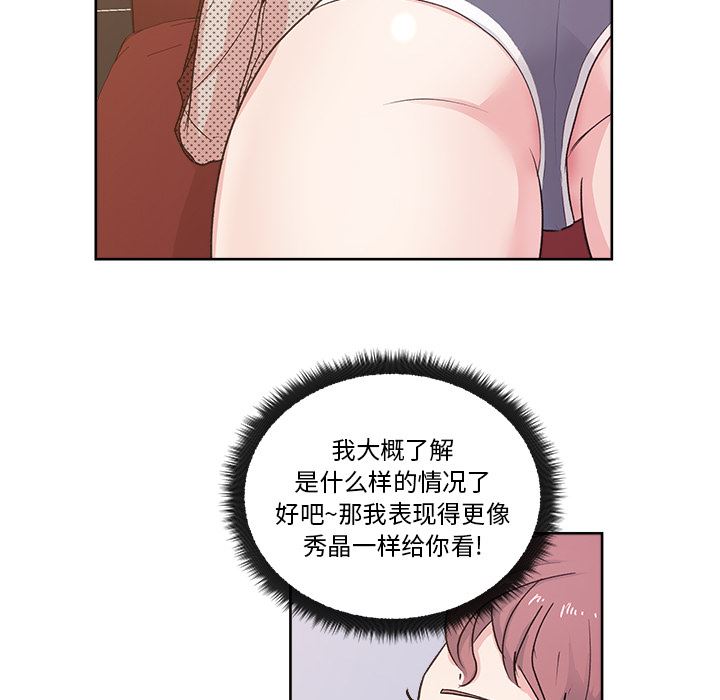 我大概了解
是什么样的情况了
好吧~那我表现得更像
秀晶一样给你看!